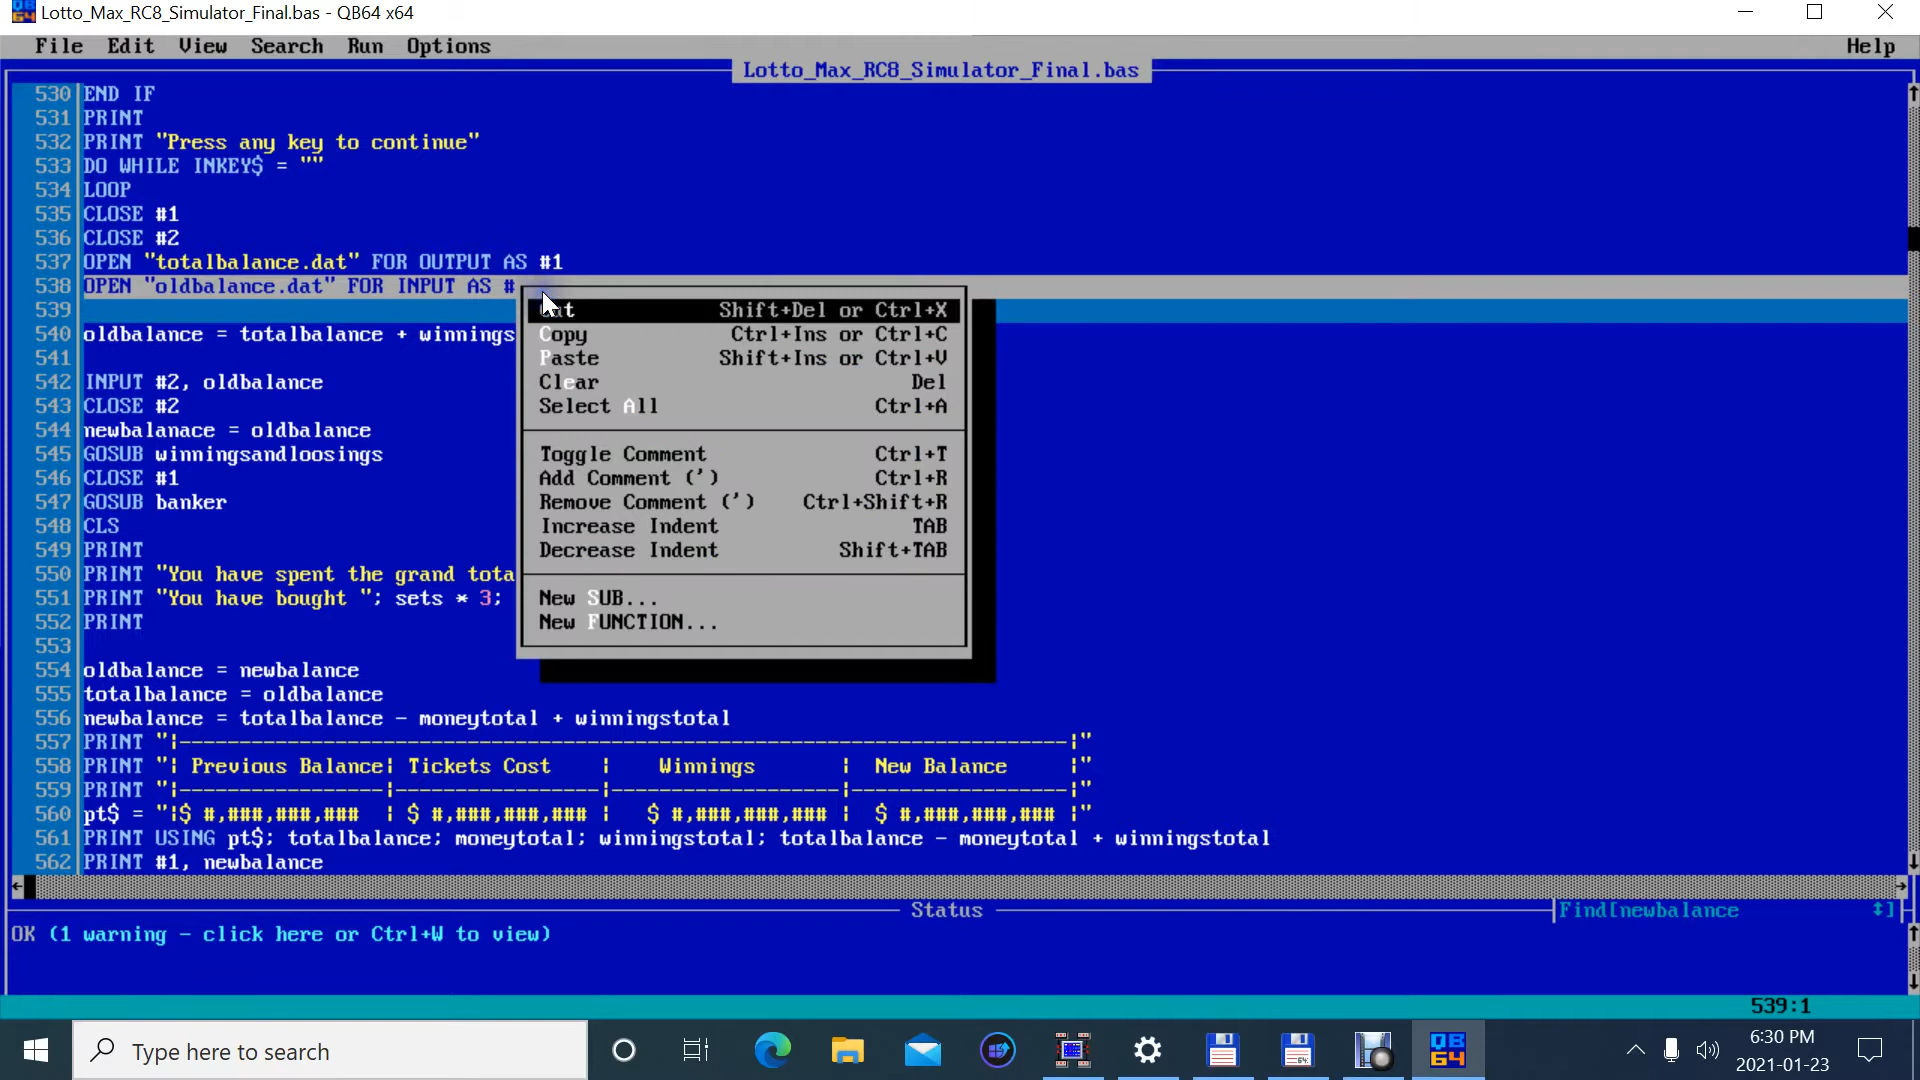 Lotto_Max_RC8_Simulator_Final.bas - QB64 x64
File Edit View Search Run Options Help
Lotto_Max_RC8_Simulator_Final.bas
530 END IF
531 PRINT
532 PRINT "Press any key to continue"
533 DO WHILE INKEY$ = ""
534 LOOP
535 CLOSE #1
536 CLOSE #2
537 OPEN "totalbalance.dat" FOR OUTPUT AS #1
538 OPEN "oldbalance.dat" FOR INPUT AS #
539
540 oldbalance = totalbalance + winnings
541
542 INPUT #2, oldbalance
543 CLOSE #2
544 newbalanace = oldbalance
545 GOSUB winningsandloosings
546 CLOSE #1
547 GOSUB banker
548 CLS
549 PRINT
550 PRINT "You have spent the grand tota
551 PRINT "You have bought "; sets * 3;
552 PRINT
553
554 oldbalance = newbalance
555 totalbalance = oldbalance
556 newbalance = totalbalance - moneytotal + winningstotal
557 PRINT "¦--------------------------------------------------------------------------¦"
558 PRINT "¦ Previous Balance¦ Tickets Cost ¦ Winnings ¦ New Balance ¦"
559 PRINT "¦-----------------¦-----------------¦-------------------¦------------------¦"
560 pt$ = "¦$ #,###,###,### ¦ $ #,###,###,### ¦ $ #,###,###,### ¦ $ #,###,###,### ¦"
561 PRINT USING pt$; totalbalance; moneytotal; winningstotal; totalbalance - moneytotal + winningstotal
562 PRINT #1, newbalance
Cut Shift+Del or Ctrl+X
Copy Ctrl+Ins or Ctrl+C
Paste Shift+Ins or Ctrl+V
Clear Del
Select All Ctrl+A
Toggle Comment Ctrl+T
Add Comment (') Ctrl+R
Remove Comment (') Ctrl+Shift+R
Increase Indent TAB
Decrease Indent Shift+TAB
New SUB...
New FUNCTION...
Status
Find[newbalance ]
OK (1 warning - click here or Ctrl+W to view)
539:1
Type here to search
64
QB
64
6:30 PM
2021-01-23